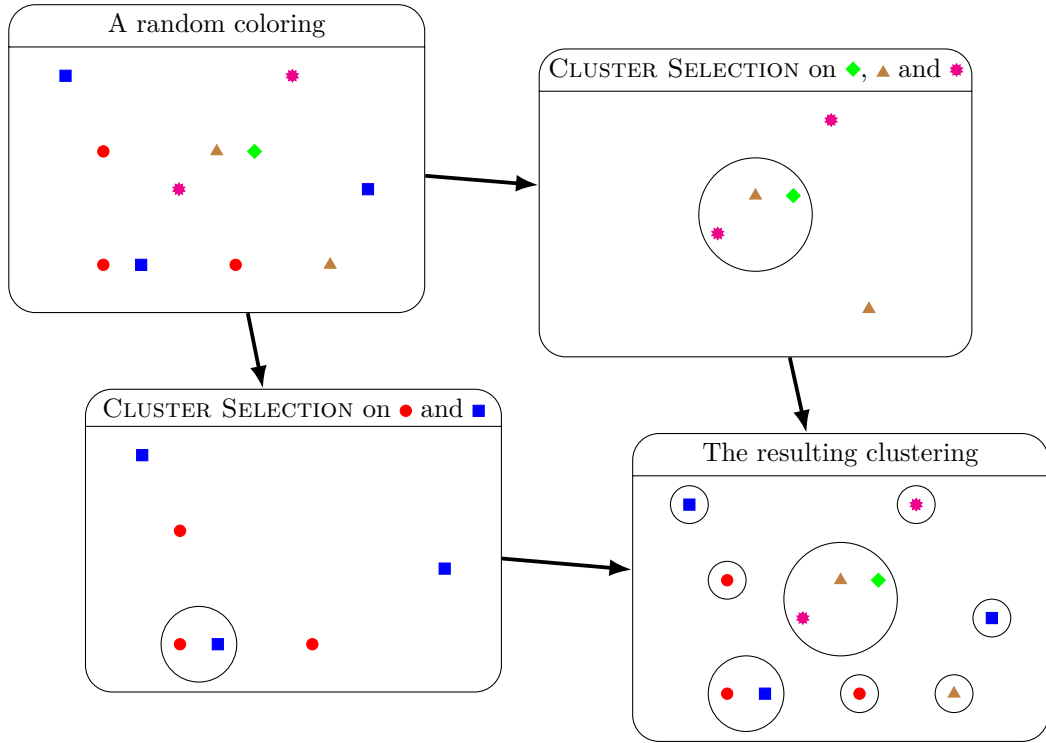 A random coloring
CLUSTER SELECTION on ◆, ▲ and ✸
CLUSTER SELECTION on ● and ■
The resulting clustering